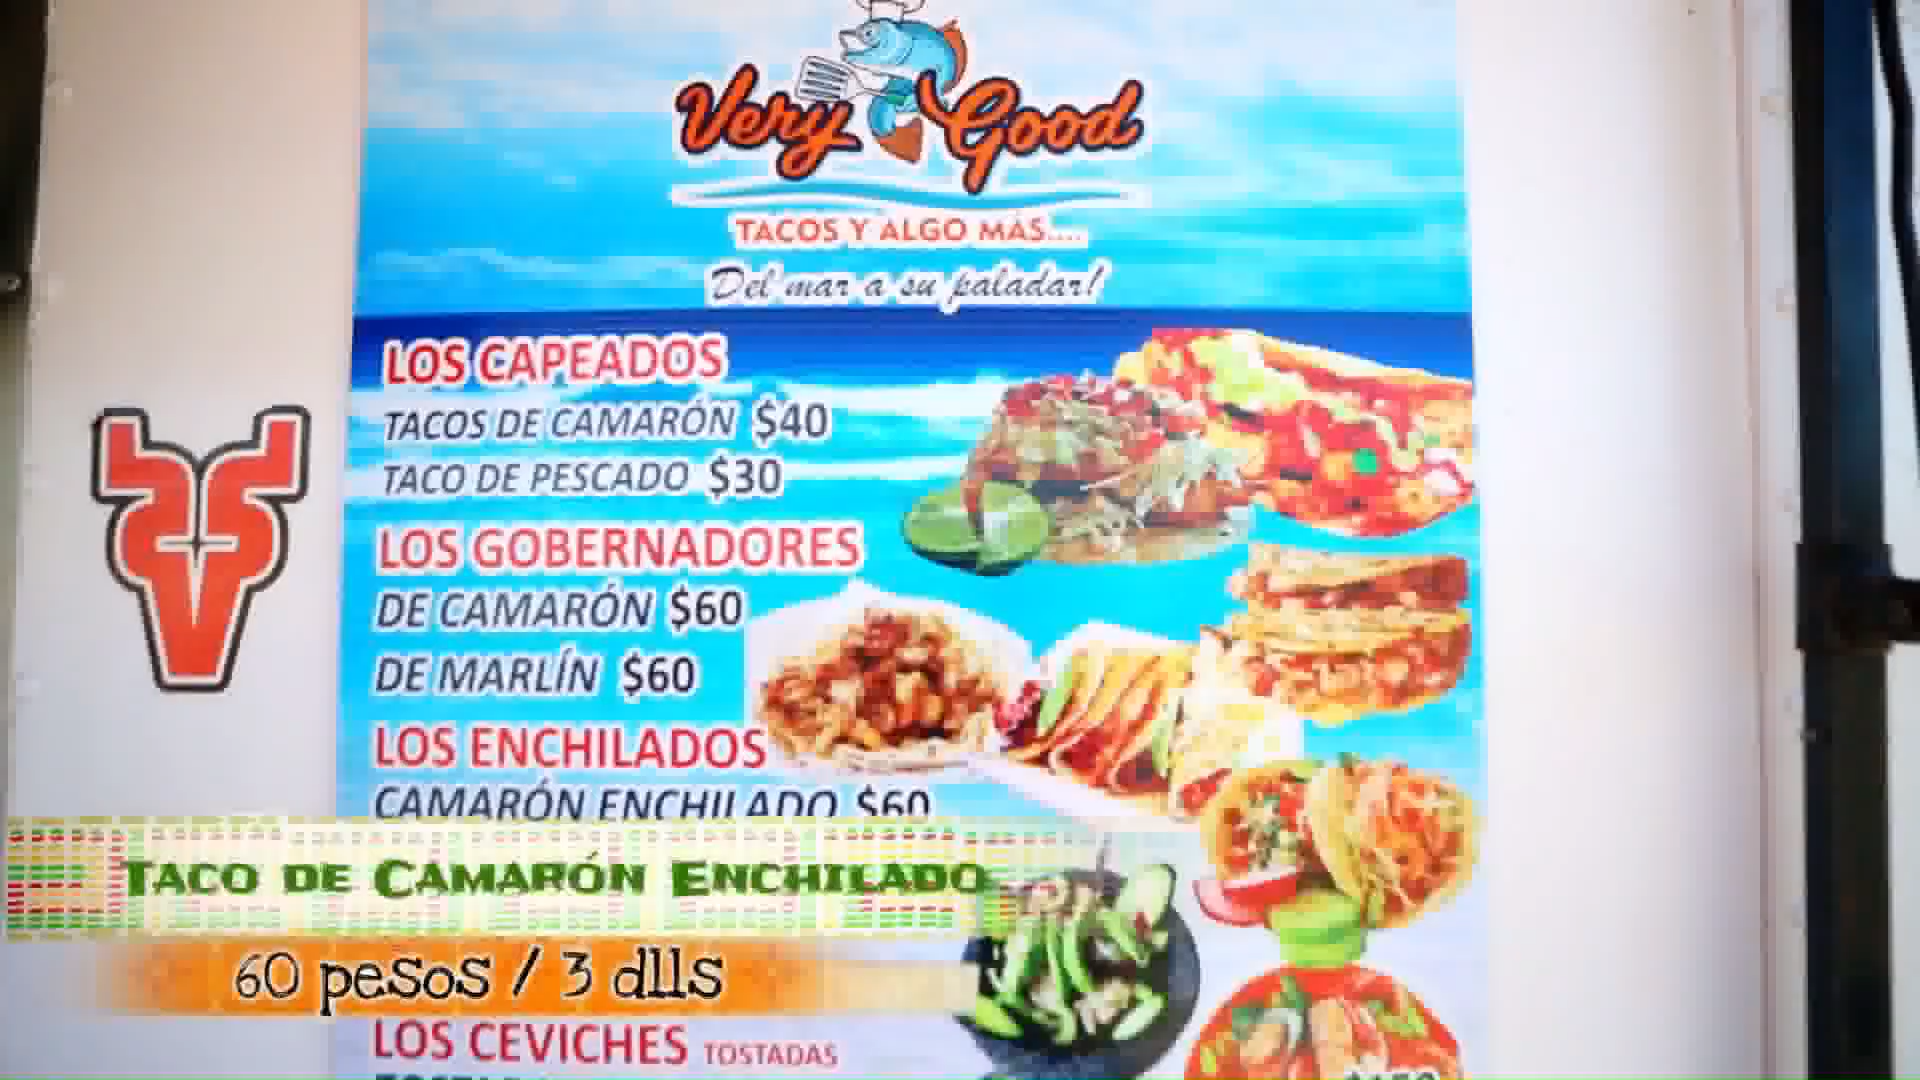 Very Good
TACOS Y ALGO MÁS....
Del mar a su paladar!
LOS CAPEADOS
TACOS DE CAMARÓN $40
TACO DE PESCADO $30
LOS GOBERNADORES
DE CAMARÓN $60
DE MARLÍN $60
LOS ENCHILADOS
CAMARÓN ENCHILADO $60
TACO DE CAMARÓN ENCHILADO
60 pesos / 3 dlls
LOS CEVICHES TOSTADAS